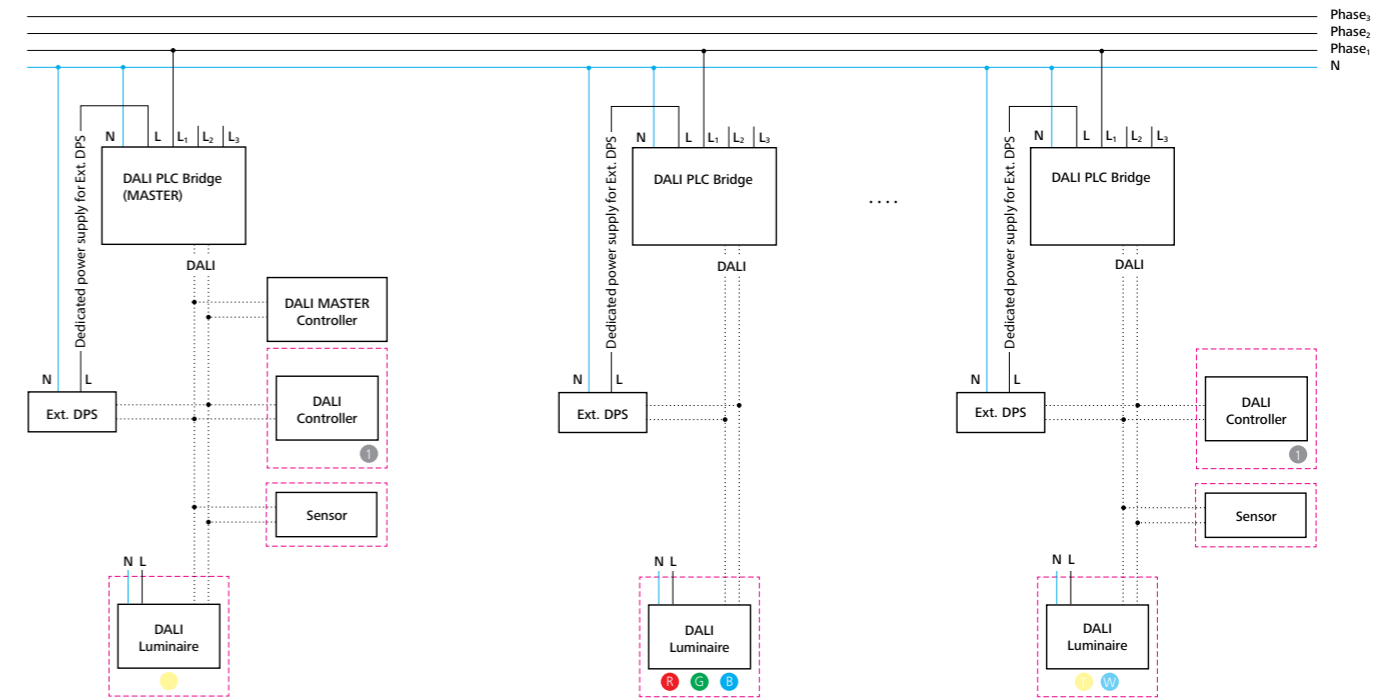 Phase₃
Phase₂
Phase₁
N
N L L₁ L₂ L₃
N L L₁ L₂ L₃
N L L₁ L₂ L₃
DALI PLC Bridge
(MASTER)
DALI PLC Bridge
DALI PLC Bridge
....
Dedicated power supply for Ext. DPS
Dedicated power supply for Ext. DPS
Dedicated power supply for Ext. DPS
DALI
DALI
DALI
DALI MASTER
Controller
N L
N L
N L
Ext. DPS
DALI
Controller
1
Ext. DPS
Ext. DPS
DALI
Controller
1
Sensor
Sensor
N L
N L
N L
DALI
Luminaire
DALI
Luminaire
R G B
DALI
Luminaire
T W